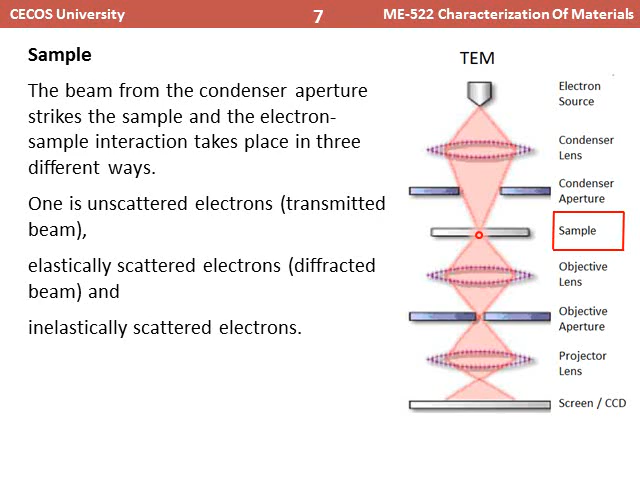 CECOS University
7
ME-522 Characterization Of Materials
Sample
The beam from the condenser aperture
strikes the sample and the electron-
sample interaction takes place in three
different ways.
One is unscattered electrons (transmitted
beam),
elastically scattered electrons (diffracted
beam) and
inelastically scattered electrons.
TEM
Electron
Source
Condenser
Lens
Condenser
Aperture
Sample
Objective
Lens
Objective
Aperture
Projector
Lens
Screen / CCD